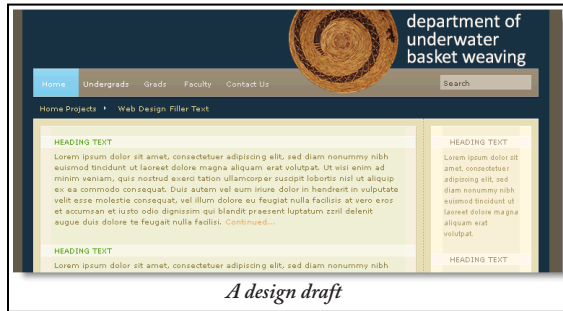 department of
underwater
basket weaving
Home Undergrads Grads Faculty Contact Us Search
Home Projects Web Design Filler Text
HEADING TEXT
Lorem ipsum dolor sit amet, consectetuer adipiscing elit, sed diam nonummy nibh
euismod tincidunt ut laoreet dolore magna aliquam erat volutpat. Ut visi enim ad
minim veniam, quis nostrud exerci tation ullamcorper suscipit lobortis nisl ut aliquip
ex ea commodo consequat. Duis autem vel eum iriure dolor in hendrerit in vulputate
velit esse molestie consequat, vel illum dolore eu feugiat nulla facilisis at vero eros
et accumsan et iusto odio dignissim qui blandit praesent luptatum zzril delenit
augue duis dolore te feugait nulla facilisi. Continued...
HEADING TEXT
Lorem ipsum dolor sit amet, consectetuer adipiscing elit, sed diam nonummy nibh
HEADING TEXT
Lorem ipsum dolor sit
amet, consectetuer
adipiscing elit, sed
diam nonummy nibh
euismod tincidunt ut
laoreet dolore magna
aliquam erat
volutpat.
HEADING TEXT
A design draft